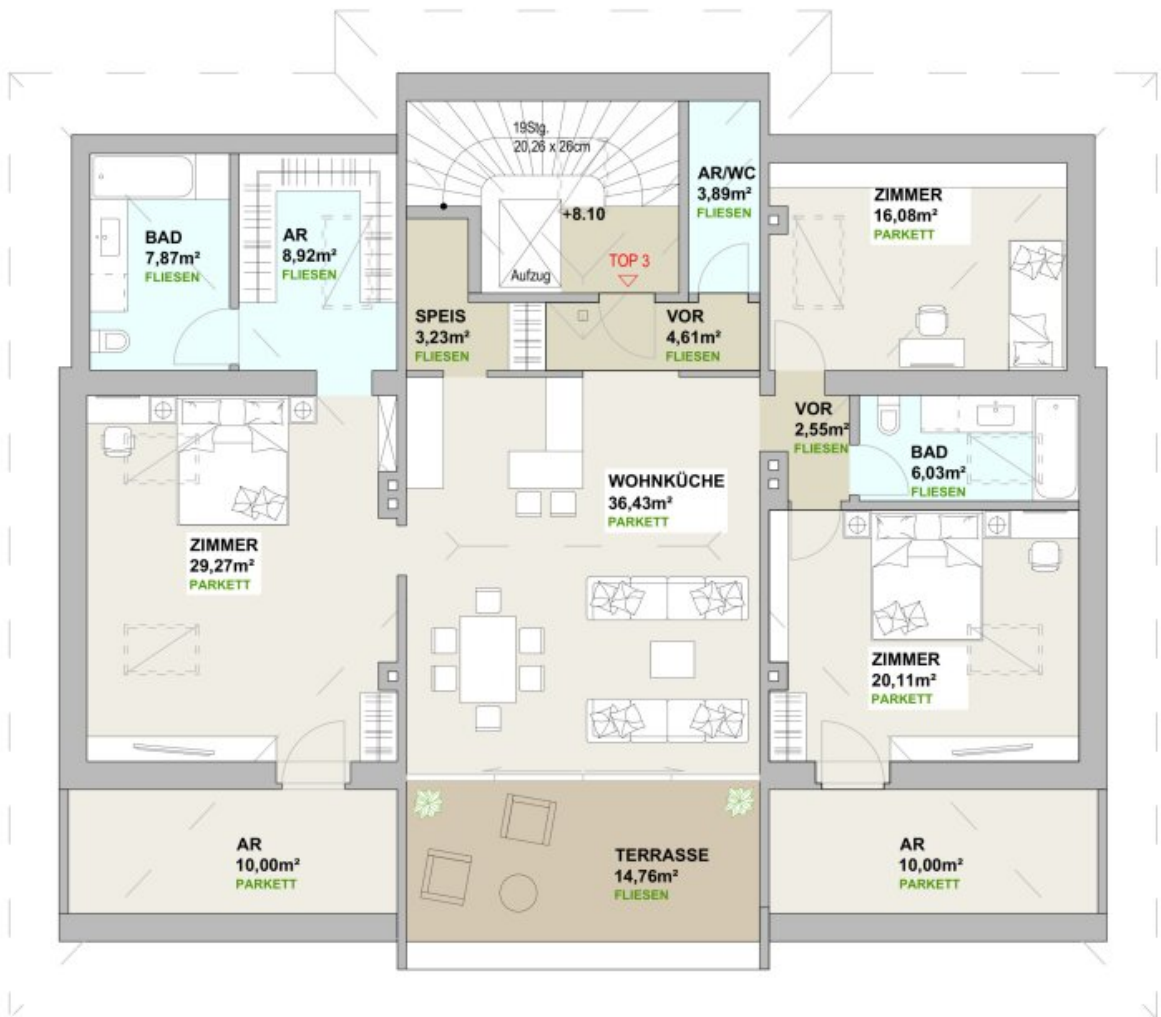 19Stg.
20,26 x 26cm
AR/WC
3,89m²
FLIESEN
ZIMMER
16,08m²
PARKETT
+8.10
BAD
7,87m²
FLIESEN
AR
8,92m²
FLIESEN
Aufzug
TOP 3
SPEIS
3,23m²
FLIESEN
VOR
4,61m²
FLIESEN
VOR
2,55m²
FLIESEN
BAD
6,03m²
FLIESEN
WOHNKÜCHE
36,43m²
PARKETT
ZIMMER
29,27m²
PARKETT
ZIMMER
20,11m²
PARKETT
AR
10,00m²
PARKETT
TERRASSE
14,76m²
FLIESEN
AR
10,00m²
PARKETT